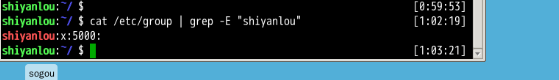 shiyanlou:~/ $ [0:59:53]
shiyanlou:~/ $ cat /etc/group | grep -E "shiyanlou" [1:02:19]
shiyanlou:x:5000:
shiyanlou:~/ $ [1:03:21]
sogou